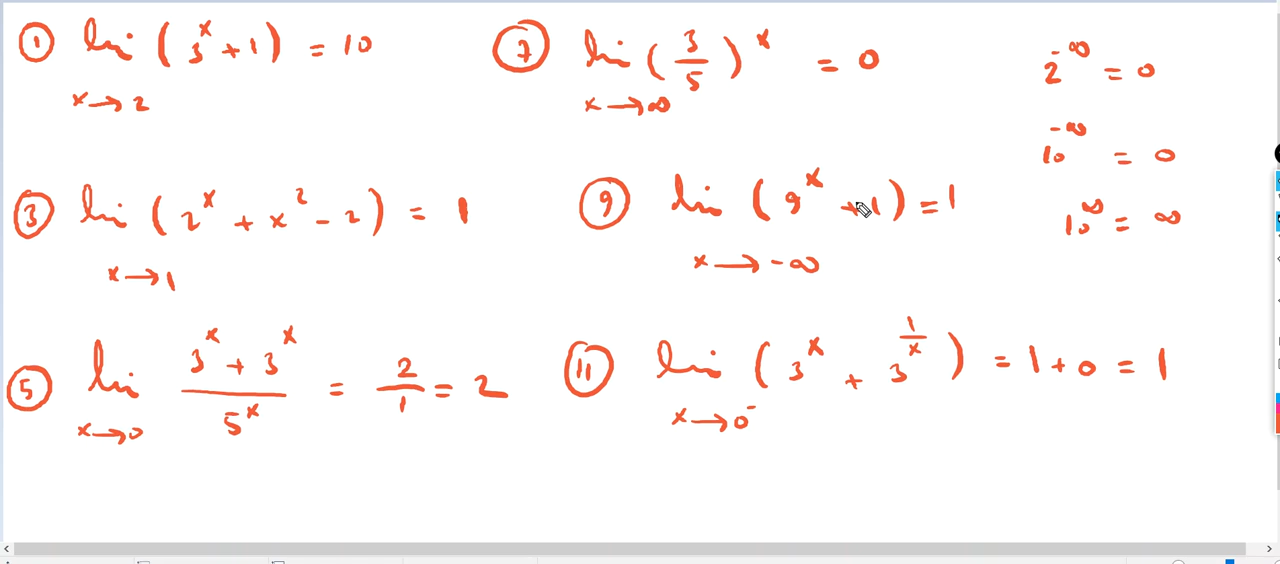 ① lim (3^x + 1) = 10
x → 2
③ lim (2^x + x^2 - 2) = 1
x → 1
⑤ lim (3^x + 3^x)/(5^x) = 2/1 = 2
x → 0
⑦ lim (3/5)^x = 0
x → ∞
⑨ lim (9^x + 1) = 1
x → -∞
⑪ lim (3^x + 3^(1/x)) = 1 + 0 = 1
x → 0^-
2^-∞ = 0
10^-∞ = 0
10^∞ = ∞